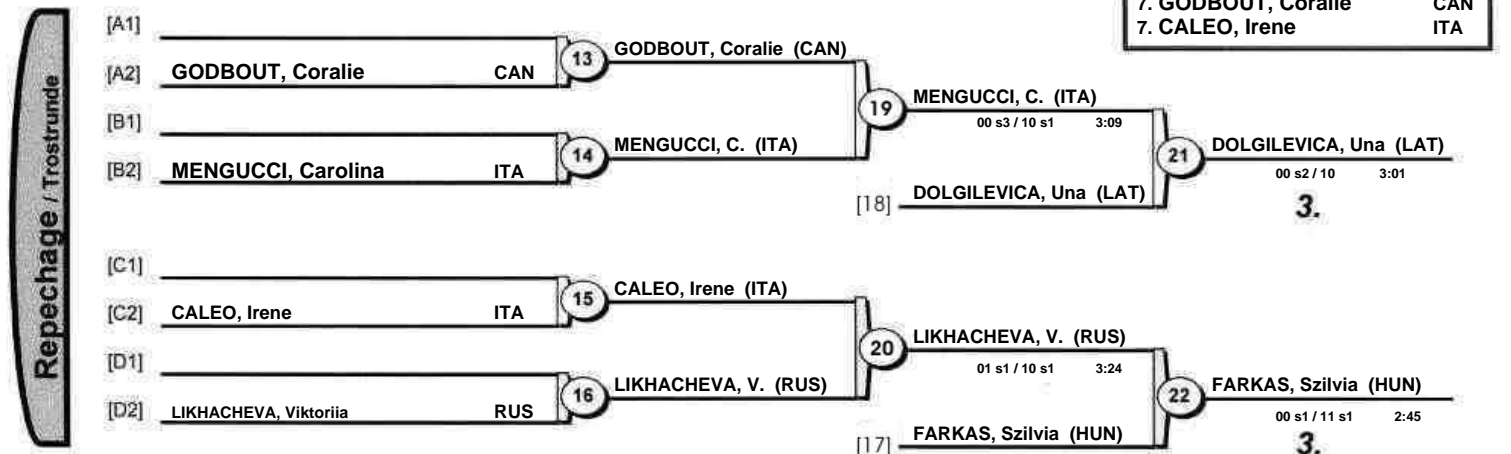 7. GODBOUT, Coralie CAN
7. CALEO, Irene ITA
Repechage / Trostrunde
[A1]
[A2] GODBOUT, Coralie CAN
13
GODBOUT, Coralie (CAN)
[B1]
[B2] MENGUCCI, Carolina ITA
14
MENGUCCI, C. (ITA)
19
MENGUCCI, C. (ITA)
00 s3 / 10 s1 3:09
[18] DOLGILEVICA, Una (LAT)
21
DOLGILEVICA, Una (LAT)
00 s2 / 10 3:01
3.
[C1]
[C2] CALEO, Irene ITA
15
CALEO, Irene (ITA)
[D1]
[D2] LIKHACHEVA, Viktoriia RUS
16
LIKHACHEVA, V. (RUS)
20
LIKHACHEVA, V. (RUS)
01 s1 / 10 s1 3:24
[17] FARKAS, Szilvia (HUN)
22
FARKAS, Szilvia (HUN)
00 s1 / 11 s1 2:45
3.